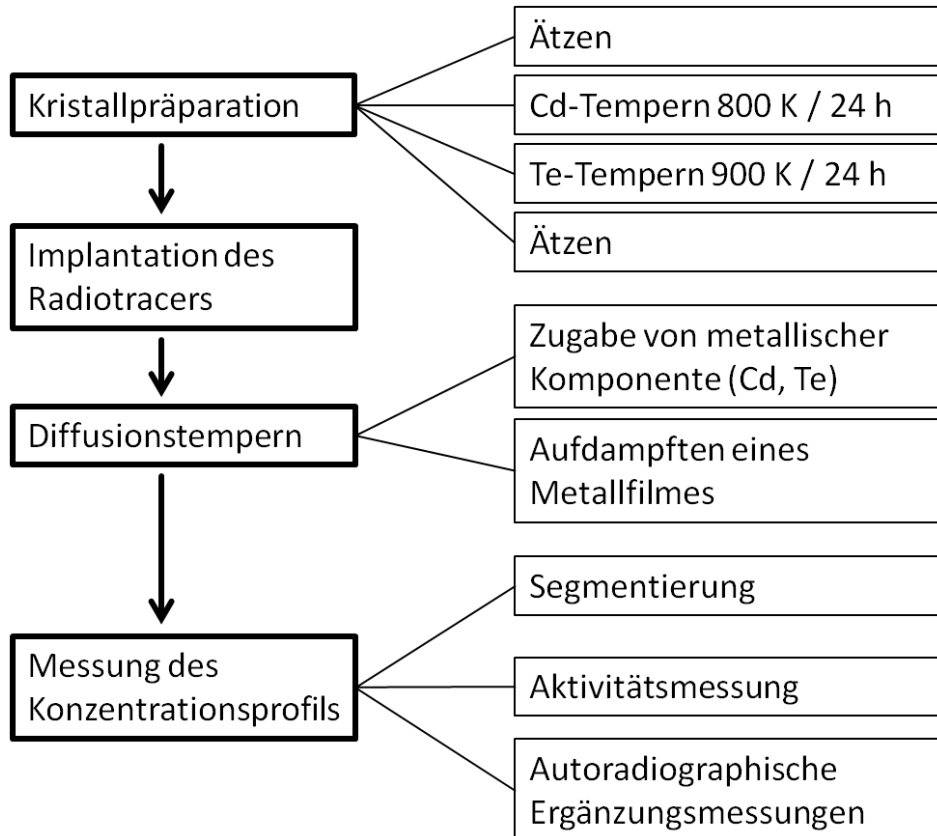 Kristallpräparation
Ätzen
Cd-Tempern 800 K / 24 h
Te-Tempern 900 K / 24 h
Ätzen
Implantation des
Radiotracers
Diffusionstempern
Zugabe von metallischer
Komponente (Cd, Te)
Aufdampften eines
Metallfilmes
Messung des
Konzentrationsprofils
Segmentierung
Aktivitätsmessung
Autoradiographische
Ergänzungsmessungen